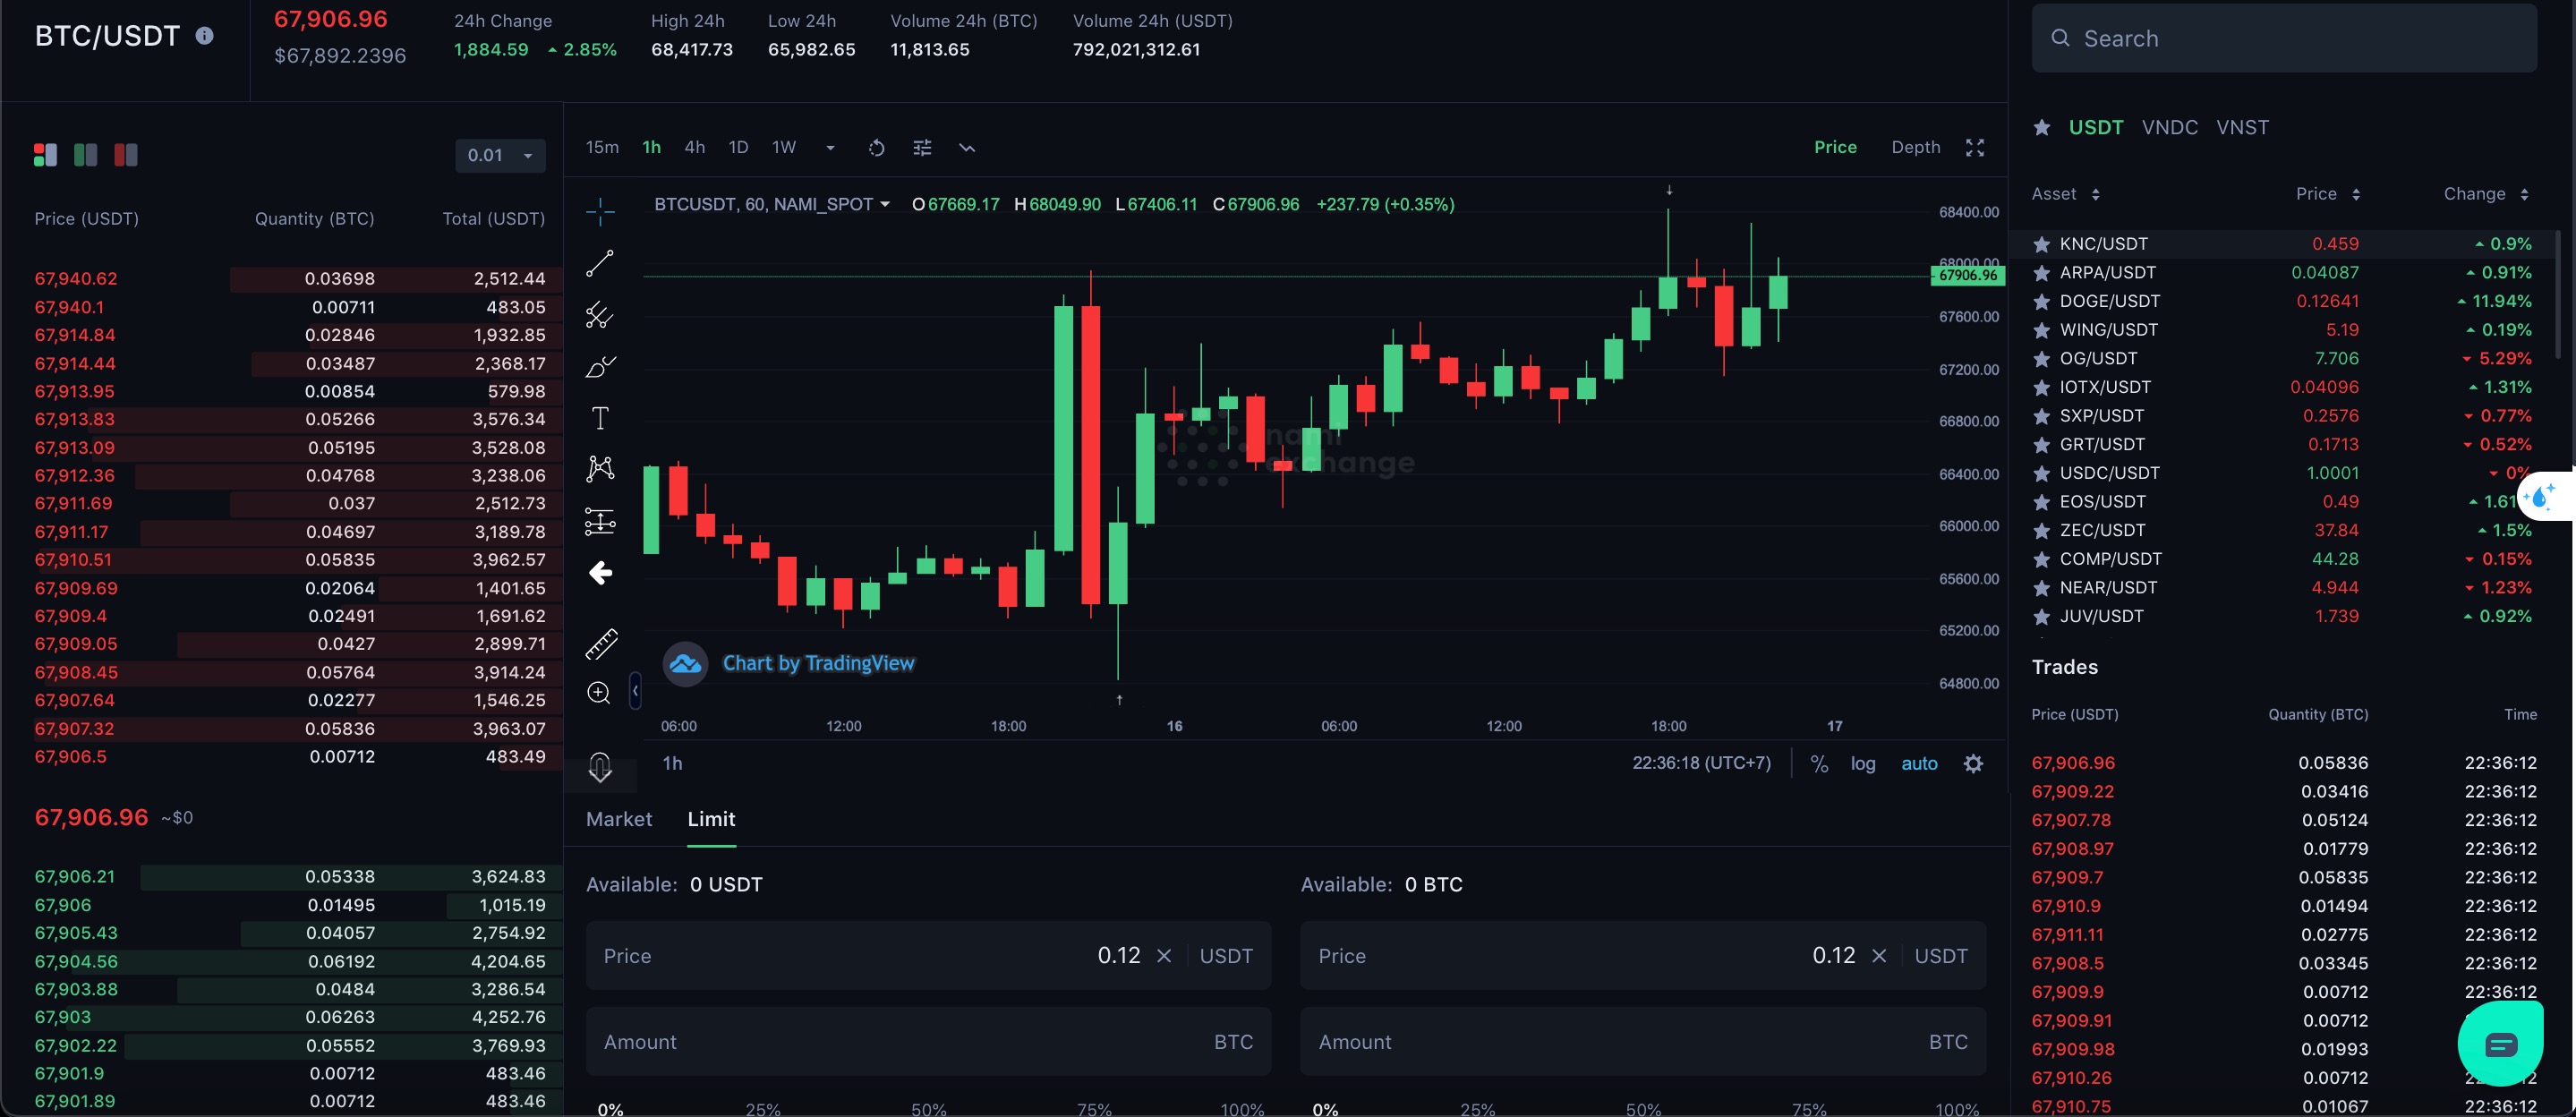 BTC/USDT
67,906.96
$67,892.2396
24h Change
1,884.59 2.85%
High 24h
68,417.73
Low 24h
65,982.65
Volume 24h (BTC)
11,813.65
Volume 24h (USDT)
792,021,312.61
0.01
Price (USDT) Quantity (BTC) Total (USDT)
67,940.62 0.03698 2,512.44
67,940.1 0.00711 483.05
67,914.84 0.02846 1,932.85
67,914.44 0.03487 2,368.17
67,913.95 0.00854 579.98
67,913.83 0.05266 3,576.34
67,913.09 0.05195 3,528.08
67,912.36 0.04768 3,238.06
67,911.69 0.037 2,512.73
67,911.17 0.04697 3,189.78
67,910.51 0.05835 3,962.57
67,909.69 0.02064 1,401.65
67,909.4 0.02491 1,691.62
67,909.05 0.0427 2,899.71
67,908.45 0.05764 3,914.24
67,907.64 0.02277 1,546.25
67,907.32 0.05836 3,963.07
67,906.5 0.00712 483.49
67,906.96 ~$0
67,906.21 0.05338 3,624.83
67,906 0.01495 1,015.19
67,905.43 0.04057 2,754.92
67,904.56 0.06192 4,204.65
67,903.88 0.0484 3,286.54
67,903 0.06263 4,252.76
67,902.22 0.05552 3,769.93
67,901.9 0.00712 483.46
67,901.89 0.00712 483.46
15m 1h 4h 1D 1W
Price Depth
BTCUSDT, 60, NAMI_SPOT O67669.17 H68049.90 L67406.11 C67906.96 +237.79 (+0.35%)
68400.00
68000.00
67906.96
67600.00
67200.00
66800.00
66400.00
66000.00
65600.00
65200.00
64800.00
nami
exchange
Chart by TradingView
06:00 12:00 18:00 16 06:00 12:00 18:00 17
1h
22:36:18 (UTC+7) % log auto
Market Limit
Available: 0 USDT
Price 0.12 USDT
Amount BTC
0% 25% 50% 75% 100%
Available: 0 BTC
Price 0.12 USDT
Amount BTC
0% 25% 50% 75% 100%
Search
USDT VNDC VNST
Asset Price Change
KNC/USDT 0.459 0.9%
ARPA/USDT 0.04087 0.91%
DOGE/USDT 0.12641 11.94%
WING/USDT 5.19 0.19%
OG/USDT 7.706 5.29%
IOTX/USDT 0.04096 1.31%
SXP/USDT 0.2576 0.77%
GRT/USDT 0.1713 0.52%
USDC/USDT 1.0001 0%
EOS/USDT 0.49 1.61
ZEC/USDT 37.84 1.5%
COMP/USDT 44.28 0.15%
NEAR/USDT 4.944 1.23%
JUV/USDT 1.739 0.92%
Trades
Price (USDT) Quantity (BTC) Time
67,906.96 0.05836 22:36:12
67,909.22 0.03416 22:36:12
67,907.78 0.05124 22:36:12
67,908.97 0.01779 22:36:12
67,909.7 0.05835 22:36:12
67,910.9 0.01494 22:36:12
67,911.11 0.02775 22:36:12
67,908.5 0.03345 22:36:12
67,909.9 0.00712 22:36:12
67,909.91 0.00712
67,909.98 0.01993
67,910.26 0.00712
67,910.75 0.01067 22:36:12